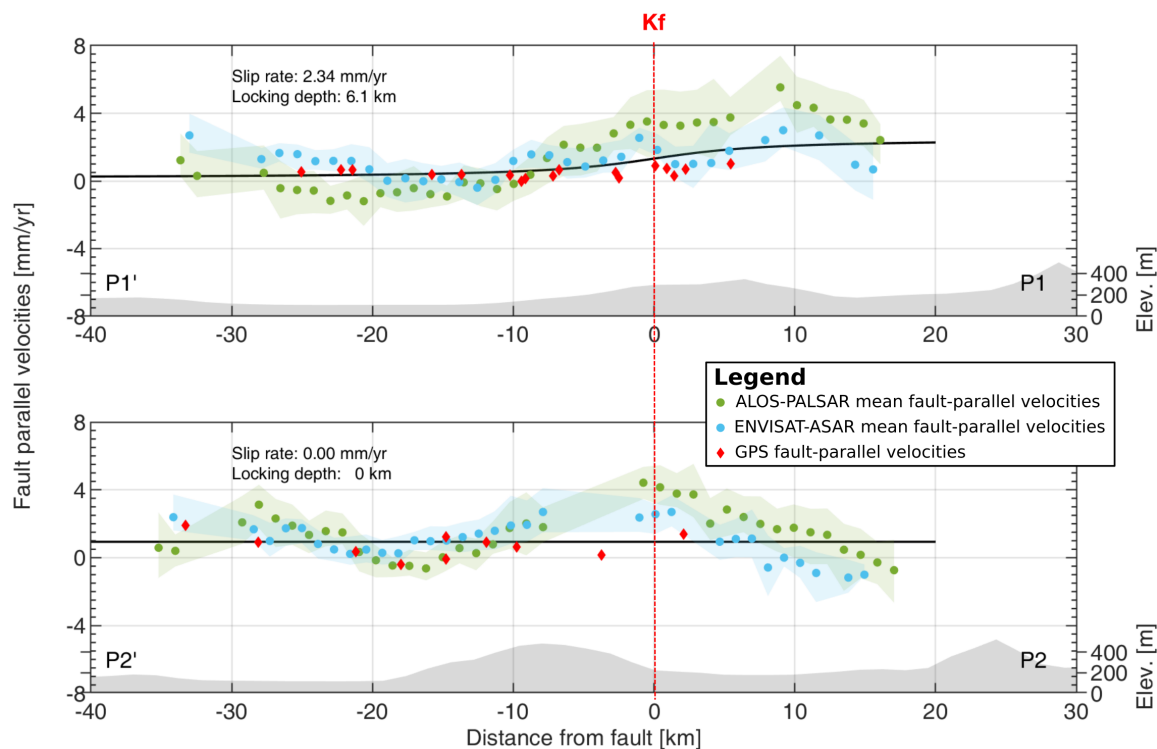 Kf
Fault parallel velocities [mm/yr]
8
4
0
-4
-8
Slip rate: 2.34 mm/yr
Locking depth: 6.1 km
P1'
P1
400
200
0
Elev. [m]
-40 -30 -20 -10 0 10 20 30
Legend
ALOS-PALSAR mean fault-parallel velocities
ENVISAT-ASAR mean fault-parallel velocities
GPS fault-parallel velocities
8
4
0
-4
-8
Slip rate: 0.00 mm/yr
Locking depth: 0 km
P2'
P2
400
200
0
Elev. [m]
-40 -30 -20 -10 0 10 20 30
Distance from fault [km]